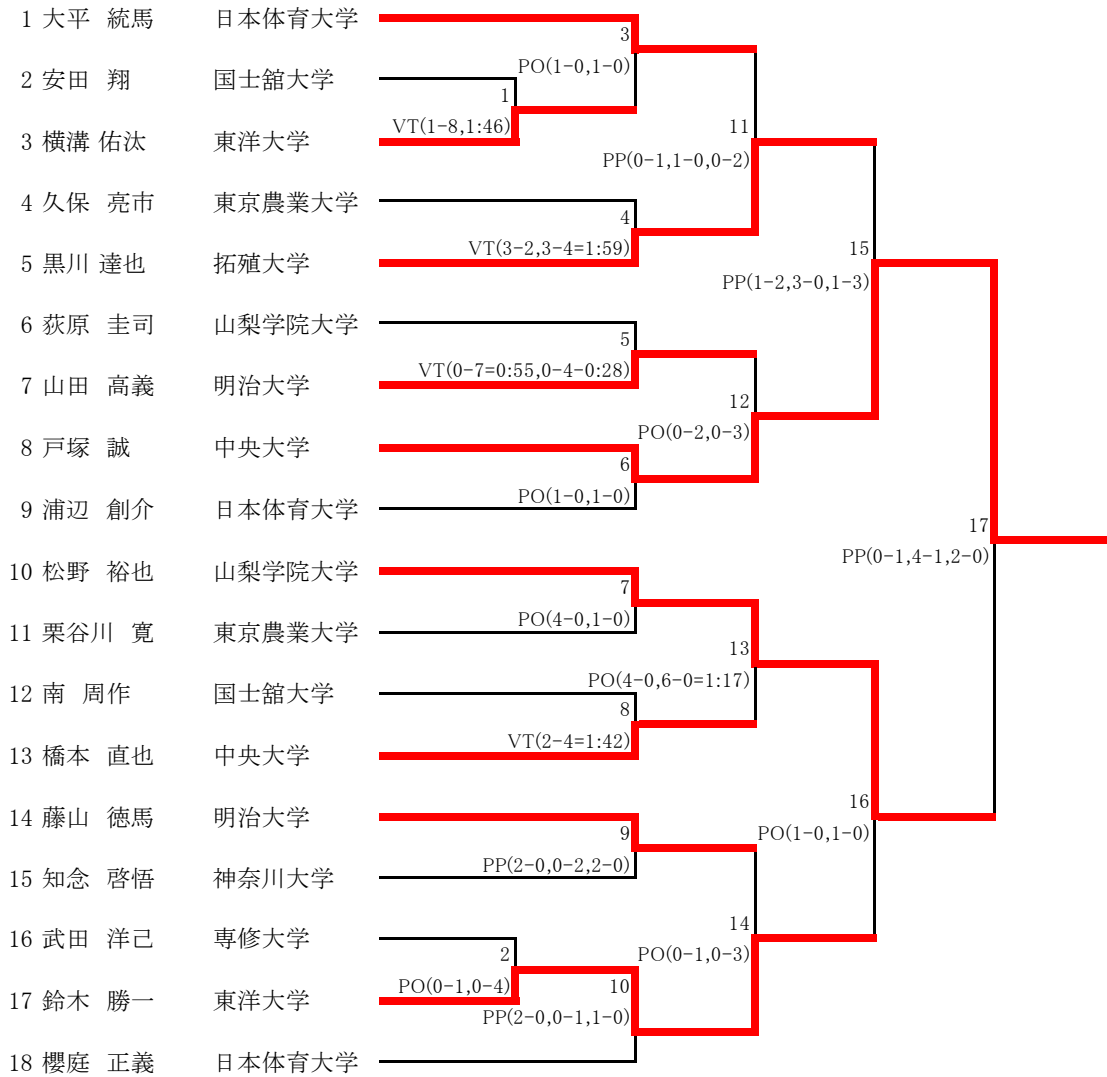 1 大平 統馬 日本体育大学
3
PO(1-0,1-0)
2 安田 翔 国士舘大学
1
VT(1-8,1:46)
3 横溝 佑汰 東洋大学
11
PP(0-1,1-0,0-2)
4 久保 亮市 東京農業大学
4
VT(3-2,3-4=1:59)
5 黒川 達也 拓殖大学
15
PP(1-2,3-0,1-3)
6 荻原 圭司 山梨学院大学
5
VT(0-7=0:55,0-4-0:28)
7 山田 高義 明治大学
12
PO(0-2,0-3)
8 戸塚 誠 中央大学
6
PO(1-0,1-0)
9 浦辺 創介 日本体育大学
17
PP(0-1,4-1,2-0)
10 松野 裕也 山梨学院大学
7
PO(4-0,1-0)
11 栗谷川 寛 東京農業大学
13
PO(4-0,6-0=1:17)
12 南 周作 国士舘大学
8
VT(2-4=1:42)
13 橋本 直也 中央大学
16
PO(1-0,1-0)
14 藤山 徳馬 明治大学
9
PP(2-0,0-2,2-0)
15 知念 啓悟 神奈川大学
14
PO(0-1,0-3)
16 武田 洋己 専修大学
2
PO(0-1,0-4)
17 鈴木 勝一 東洋大学
10
PP(2-0,0-1,1-0)
18 櫻庭 正義 日本体育大学